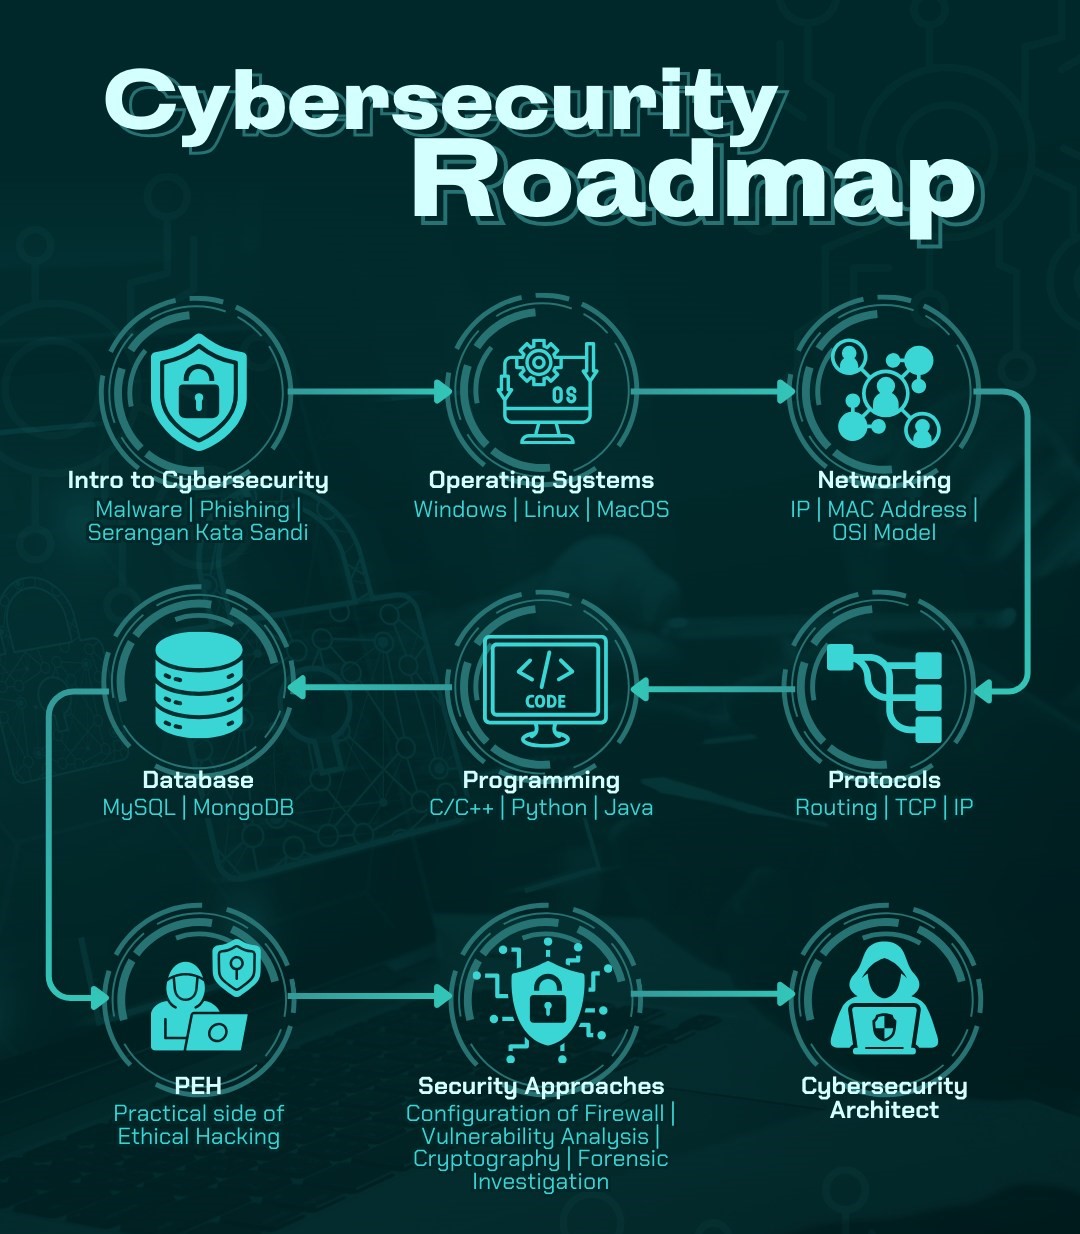 Cybersecurity
Roadmap
OS
Intro to Cybersecurity
Malware | Phishing |
Serangan Kata Sandi
Operating Systems
Windows | Linux | MacOS
Networking
IP | MAC Address |
OSI Model
Protocols
Routing | TCP | IP
</> CODE
Programming
C/C++ | Python | Java
Database
MySQL | MongoDB
PEH
Practical side of
Ethical Hacking
Security Approaches
Configuration of Firewall |
Vulnerability Analysis |
Cryptography | Forensic
Investigation
Cybersecurity
Architect